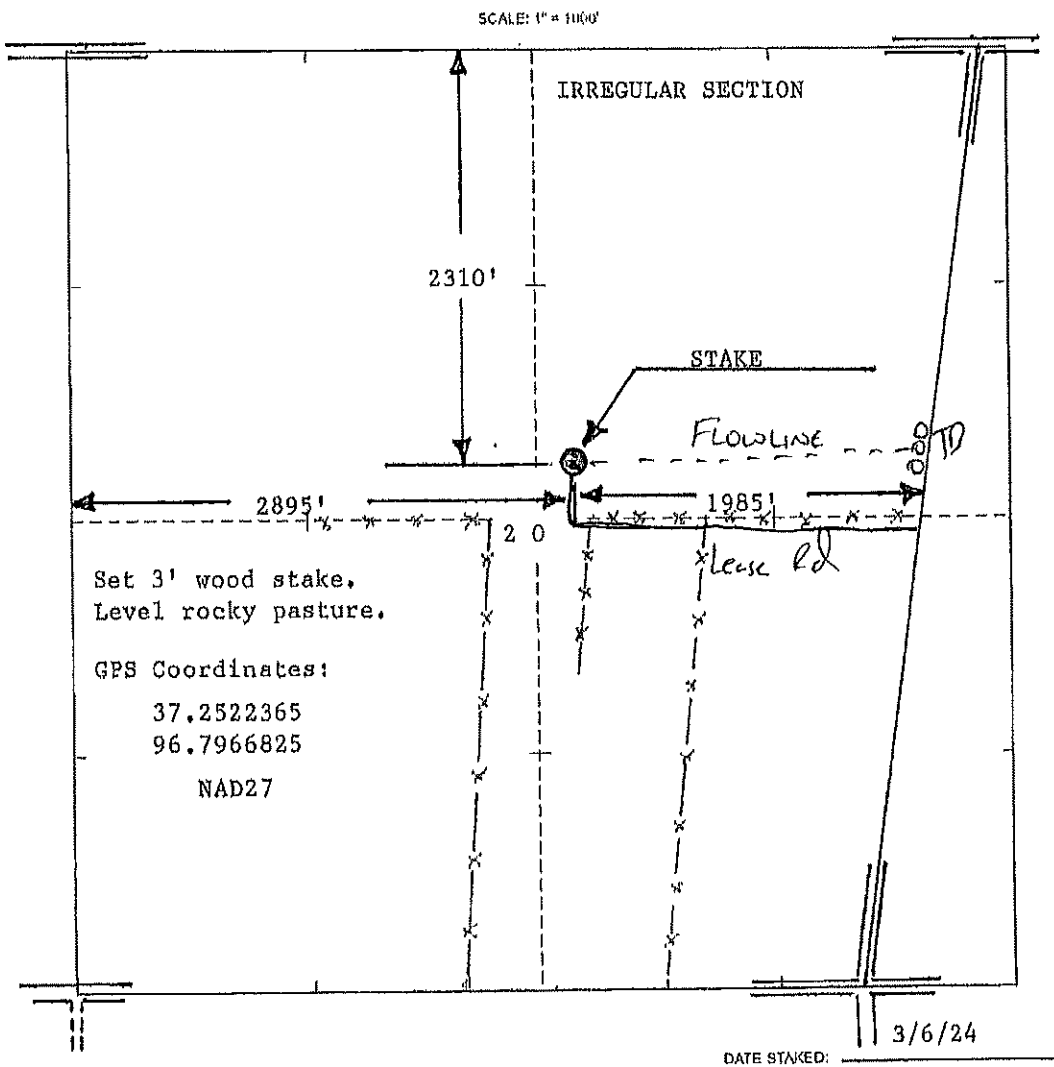 SCALE: 1" = 1000'
IRREGULAR SECTION
2310'
STAKE
FLOWLINE
TB
2895'
1985'
2 0
Lease Rd
Set 3' wood stake.
Level rocky pasture.
GPS Coordinates:
37.2522365
96.7966825
NAD27
3/6/24
DATE STAKED: